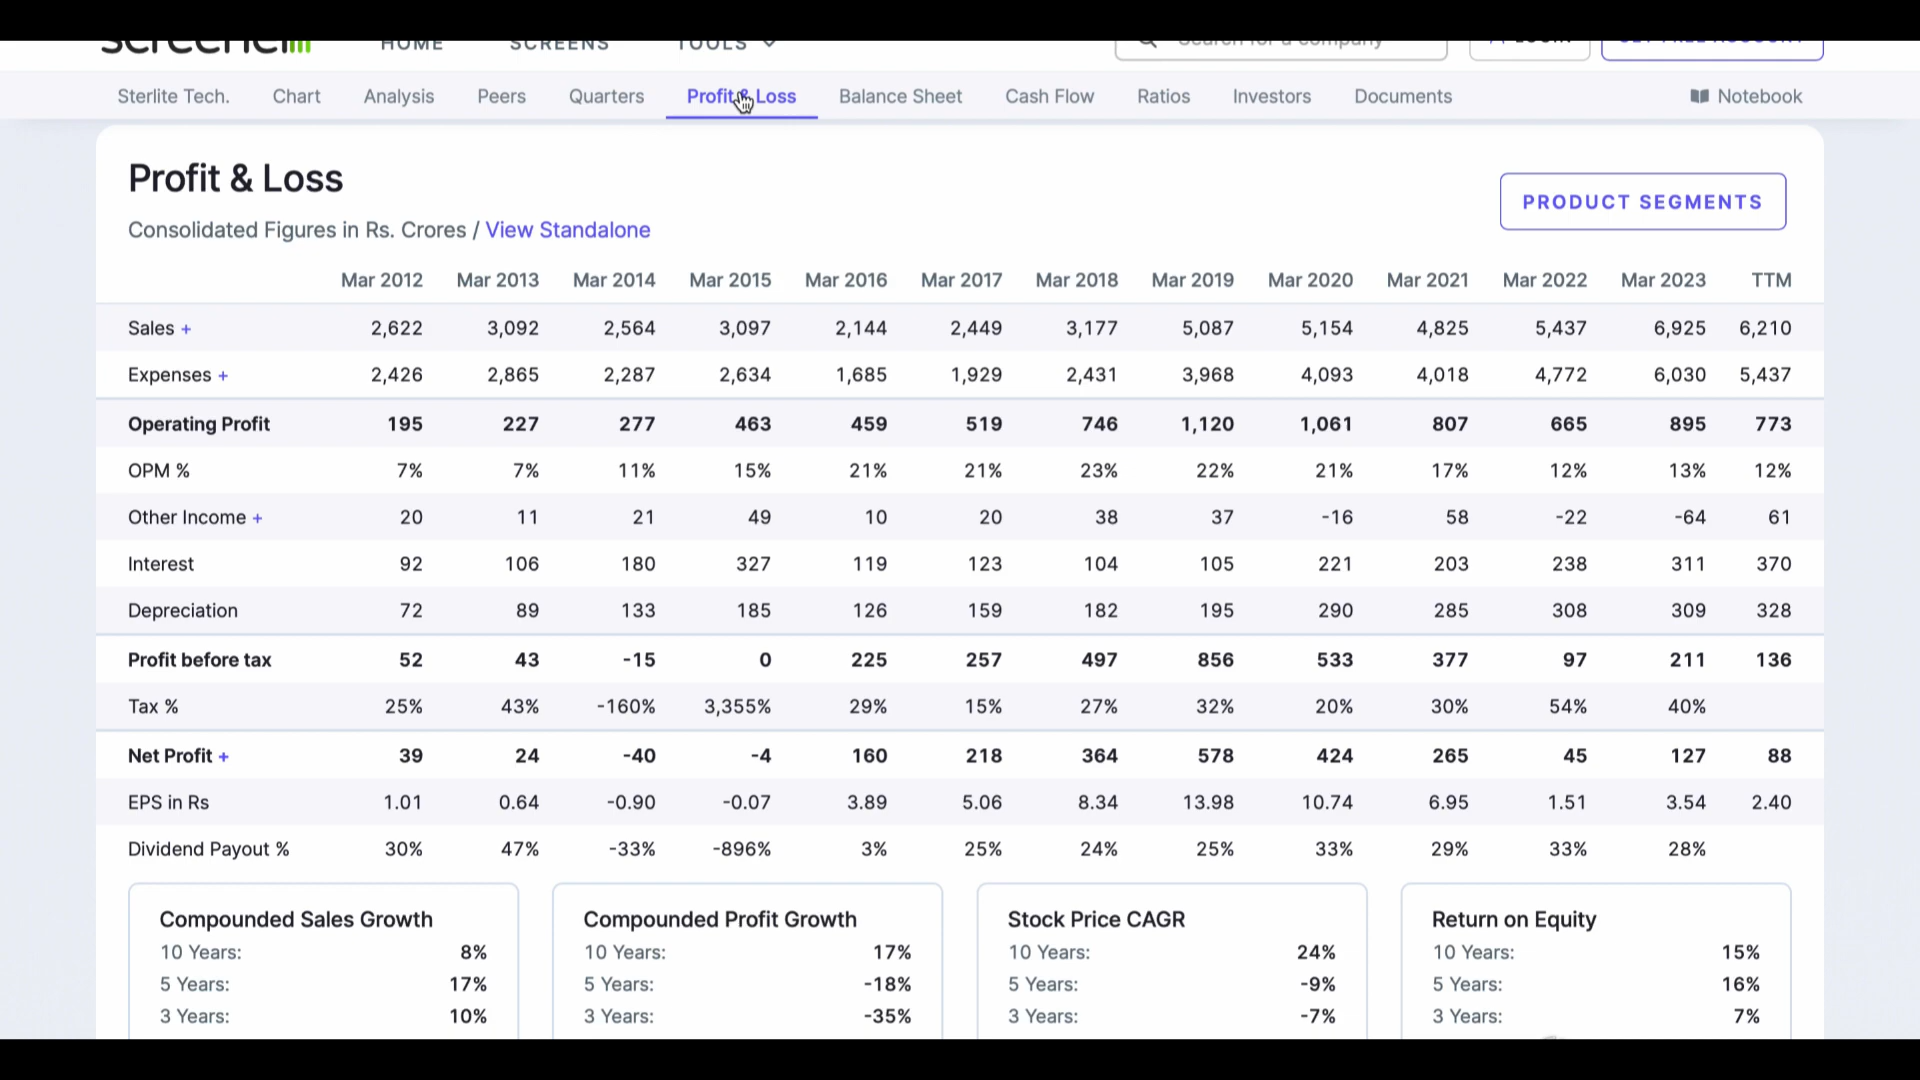 screener
HOME SCREENS TOOLS
Search for a company
LOGIN
GET FREE ACCOUNT
Sterlite Tech. Chart Analysis Peers Quarters Profit & Loss Balance Sheet Cash Flow Ratios Investors Documents Notebook
Profit & Loss
PRODUCT SEGMENTS
Consolidated Figures in Rs. Crores / View Standalone
Mar 2012 Mar 2013 Mar 2014 Mar 2015 Mar 2016 Mar 2017 Mar 2018 Mar 2019 Mar 2020 Mar 2021 Mar 2022 Mar 2023 TTM
Sales + 2,622 3,092 2,564 3,097 2,144 2,449 3,177 5,087 5,154 4,825 5,437 6,925 6,210
Expenses + 2,426 2,865 2,287 2,634 1,685 1,929 2,431 3,968 4,093 4,018 4,772 6,030 5,437
Operating Profit 195 227 277 463 459 519 746 1,120 1,061 807 665 895 773
OPM % 7% 7% 11% 15% 21% 21% 23% 22% 21% 17% 12% 13% 12%
Other Income + 20 11 21 49 10 20 38 37 -16 58 -22 -64 61
Interest 92 106 180 327 119 123 104 105 221 203 238 311 370
Depreciation 72 89 133 185 126 159 182 195 290 285 308 309 328
Profit before tax 52 43 -15 0 225 257 497 856 533 377 97 211 136
Tax % 25% 43% -160% 3,355% 29% 15% 27% 32% 20% 30% 54% 40%
Net Profit + 39 24 -40 -4 160 218 364 578 424 265 45 127 88
EPS in Rs 1.01 0.64 -0.90 -0.07 3.89 5.06 8.34 13.98 10.74 6.95 1.51 3.54 2.40
Dividend Payout % 30% 47% -33% -896% 3% 25% 24% 25% 33% 29% 33% 28%
Compounded Sales Growth
10 Years: 8%
5 Years: 17%
3 Years: 10%
Compounded Profit Growth
10 Years: 17%
5 Years: -18%
3 Years: -35%
Stock Price CAGR
10 Years: 24%
5 Years: -9%
3 Years: -7%
Return on Equity
10 Years: 15%
5 Years: 16%
3 Years: 7%